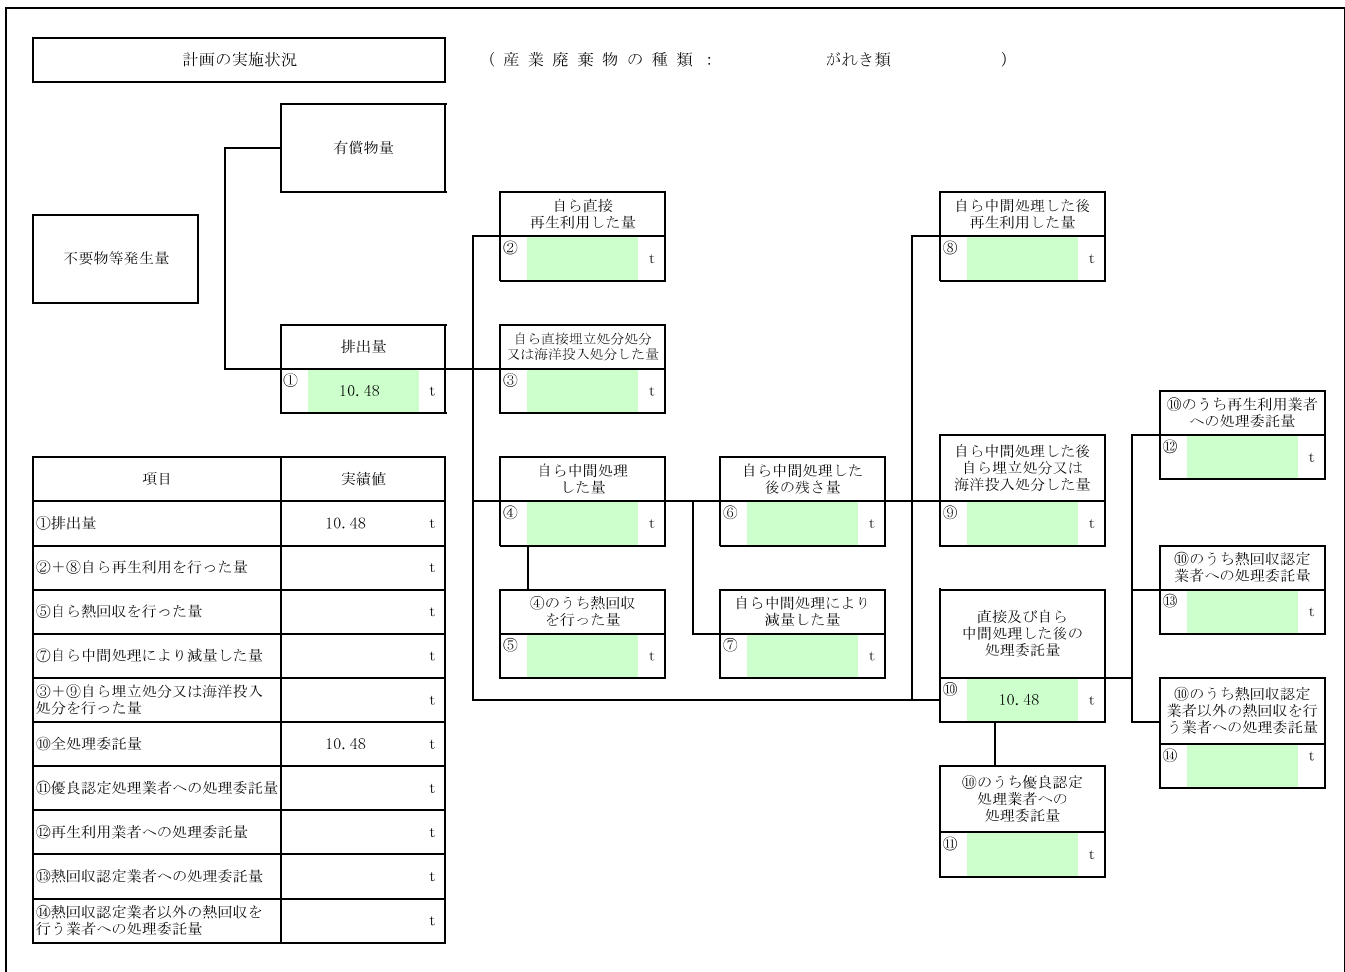 計画の実施状況
（産業廃棄物の種類： がれき類 ）
有償物量
不要物等発生量
排出量
① 10.48 t
自ら直接
再生利用した量
② t
自ら直接埋立処分処分
又は海洋投入処分した量
③ t
自ら中間処理
した量
④ t
④のうち熱回収
を行った量
⑤ t
自ら中間処理した
後の残さ量
⑥ t
自ら中間処理により
減量した量
⑦ t
自ら中間処理した後
再生利用した量
⑧ t
自ら中間処理した後
自ら埋立処分又は
海洋投入処分した量
⑨ t
直接及び自ら
中間処理した後の
処理委託量
⑩ 10.48 t
⑩のうち優良認定
処理業者への
処理委託量
⑪ t
⑩のうち再生利用業者
への処理委託量
⑫ t
⑩のうち熱回収認定
業者への処理委託量
⑬ t
⑩のうち熱回収認定
業者以外の熱回収を行
う業者への処理委託量
⑭ t
項目 実績値
①排出量 10.48 t
②＋⑧自ら再生利用を行った量 t
⑤自ら熱回収を行った量 t
⑦自ら中間処理により減量した量 t
③＋⑨自ら埋立処分又は海洋投入
処分を行った量 t
⑩全処理委託量 10.48 t
⑪優良認定処理業者への処理委託量 t
⑫再生利用業者への処理委託量 t
⑬熱回収認定業者への処理委託量 t
⑭熱回収認定業者以外の熱回収を
行う業者への処理委託量 t